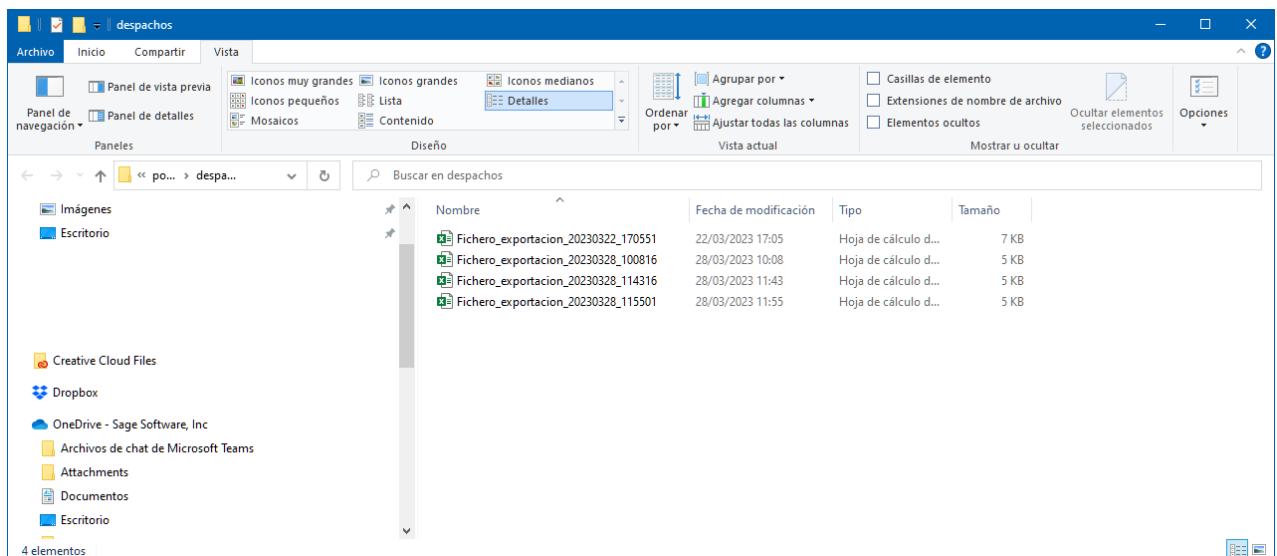 despachos
Archivo Inicio Compartir Vista
Panel de navegación
Panel de vista previa
Panel de detalles
Paneles
Iconos muy grandes Iconos grandes Iconos medianos
Iconos pequeños Lista Detalles
Mosaicos Contenido
Diseño
Ordenar por
Agrupar por
Agregar columnas
Ajustar todas las columnas
Vista actual
Casillas de elemento
Extensiones de nombre de archivo
Elementos ocultos
Ocultar elementos seleccionados
Mostrar u ocultar
Opciones
« po... › despa...
Buscar en despachos
Imágenes
Escritorio
Creative Cloud Files
Dropbox
OneDrive - Sage Software, Inc
Archivos de chat de Microsoft Teams
Attachments
Documentos
Escritorio
Nombre Fecha de modificación Tipo Tamaño
Fichero_exportacion_20230322_170551 22/03/2023 17:05 Hoja de cálculo d... 7 KB
Fichero_exportacion_20230328_100816 28/03/2023 10:08 Hoja de cálculo d... 5 KB
Fichero_exportacion_20230328_114316 28/03/2023 11:43 Hoja de cálculo d... 5 KB
Fichero_exportacion_20230328_115501 28/03/2023 11:55 Hoja de cálculo d... 5 KB
4 elementos